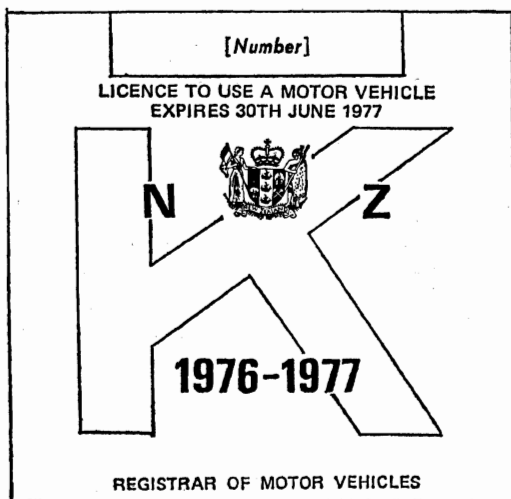 [Number]
LICENCE TO USE A MOTOR VEHICLE
EXPIRES 30TH JUNE 1977
N Z
K
1976-1977
REGISTRAR OF MOTOR VEHICLES